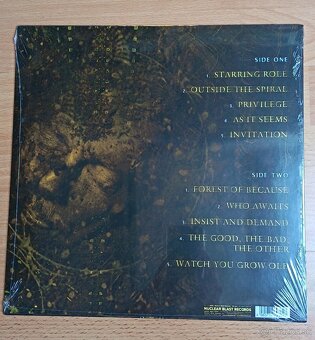 SIDE ONE
1. STARRING ROLE
2. OUTSIDE THE SPIRAL
3. PRIVILEGE
4. AS IT SEEMS
5. INVITATION
SIDE TWO
1. FOREST OF BECAUSE
2. WHO AWAITS
3. INSIST AND DEMAND
4. THE GOOD, THE BAD,
THE OTHER
5. WATCH YOU GROW OLD
NUCLEAR BLAST RECORDS